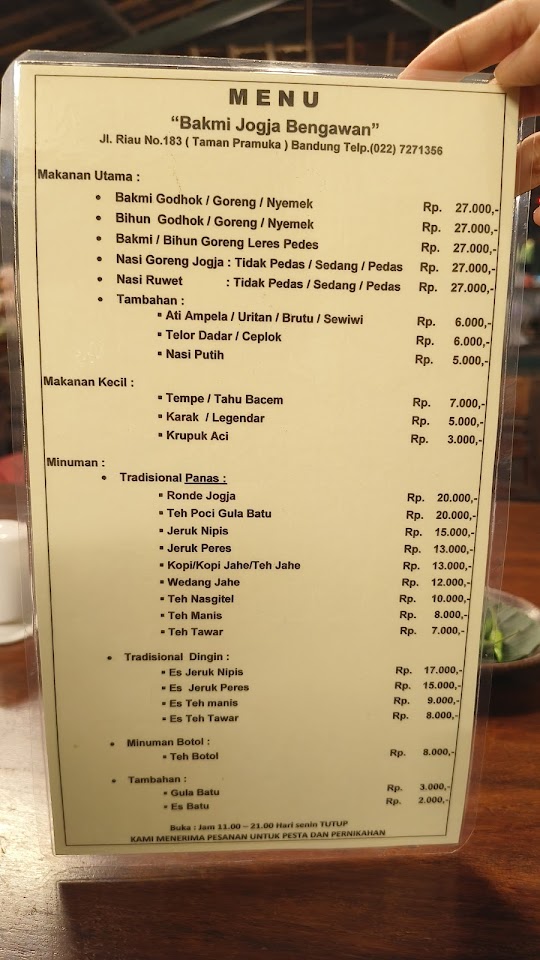 MENU
"Bakmi Jogja Bengawan"
Jl. Riau No.183 ( Taman Pramuka ) Bandung Telp.(022) 7271356
Makanan Utama :
• Bakmi Godhok / Goreng / Nyemek Rp. 27.000,-
• Bihun Godhok / Goreng / Nyemek Rp. 27.000,-
• Bakmi / Bihun Goreng Leres Pedes Rp. 27.000,-
• Nasi Goreng Jogja : Tidak Pedas / Sedang / Pedas Rp. 27.000,-
• Nasi Ruwet : Tidak Pedas / Sedang / Pedas Rp. 27.000,-
• Tambahan :
▪ Ati Ampela / Uritan / Brutu / Sewiwi Rp. 6.000,-
▪ Telor Dadar / Ceplok Rp. 6.000,-
▪ Nasi Putih Rp. 5.000,-
Makanan Kecil :
▪ Tempe / Tahu Bacem Rp. 7.000,-
▪ Karak / Legendar Rp. 5.000,-
▪ Krupuk Aci Rp. 3.000,-
Minuman :
• Tradisional Panas :
▪ Ronde Jogja Rp. 20.000,-
▪ Teh Poci Gula Batu Rp. 20.000,-
▪ Jeruk Nipis Rp. 15.000,-
▪ Jeruk Peres Rp. 13.000,-
▪ Kopi/Kopi Jahe/Teh Jahe Rp. 13.000,-
▪ Wedang Jahe Rp. 12.000,-
▪ Teh Nasgitel Rp. 10.000,-
▪ Teh Manis Rp. 8.000,-
▪ Teh Tawar Rp. 7.000,-
• Tradisional Dingin :
▪ Es Jeruk Nipis Rp. 17.000,-
▪ Es Jeruk Peres Rp. 15.000,-
▪ Es Teh manis Rp. 9.000,-
▪ Es Teh Tawar Rp. 8.000,-
• Minuman Botol :
▪ Teh Botol Rp. 8.000,-
• Tambahan :
▪ Gula Batu Rp. 3.000,-
▪ Es Batu Rp. 2.000,-
Buka : Jam 11.00 – 21.00 Hari senin TUTUP
KAMI MENERIMA PESANAN UNTUK PESTA DAN PERNIKAHAN